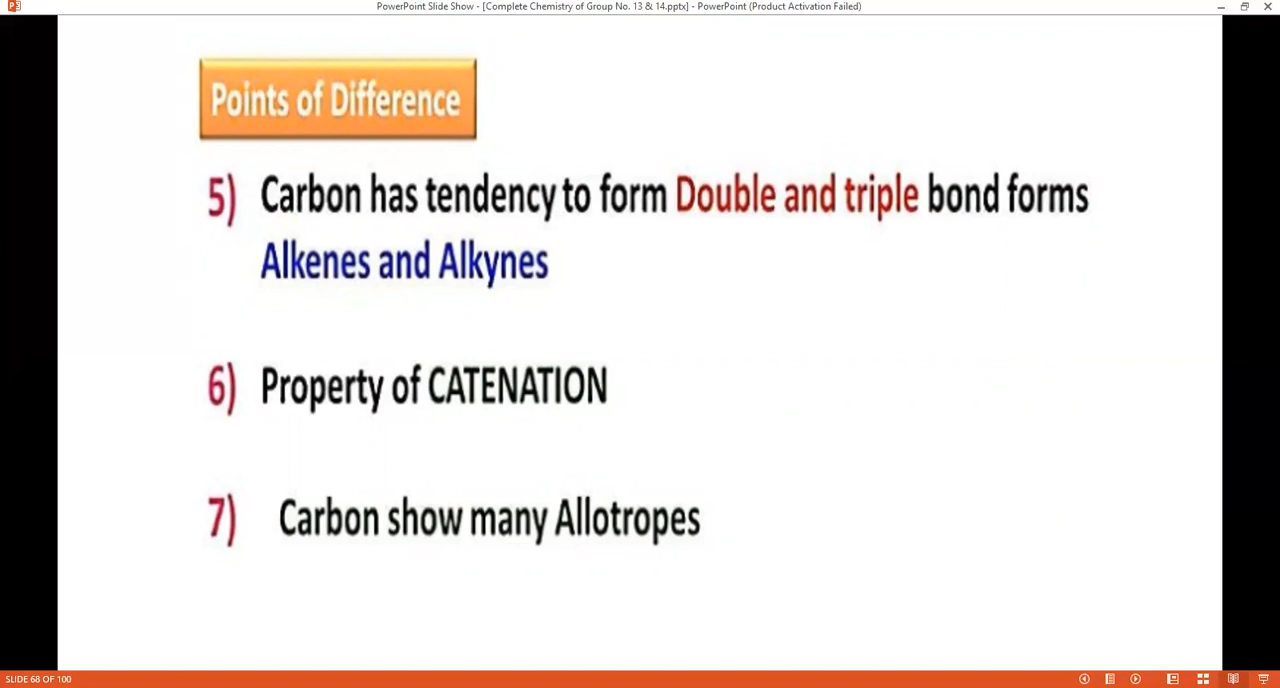 PowerPoint Slide Show - [Complete Chemistry of Group No. 13 & 14.pptx] - PowerPoint (Product Activation Failed)
Points of Difference
5) Carbon has tendency to form Double and triple bond forms
Alkenes and Alkynes
6) Property of CATENATION
7) Carbon show many Allotropes
SLIDE 68 OF 100